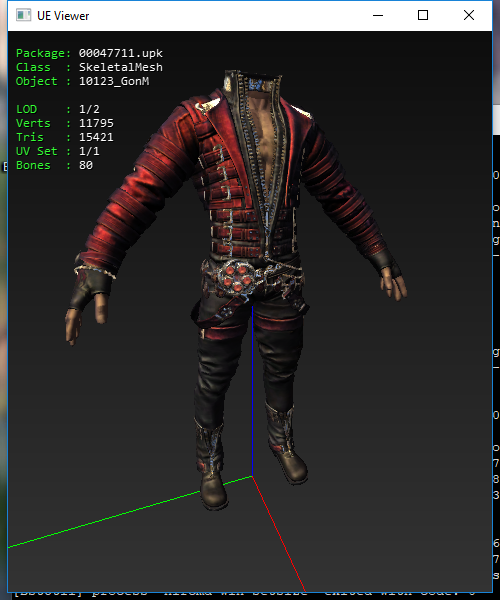 UE Viewer
Package: 00047711.upk
Class  : SkeletalMesh
Object : 10123_GonM
LOD    : 1/2
Verts  : 11795
Tris   : 15421
UV Set : 1/1
Bones  : 80